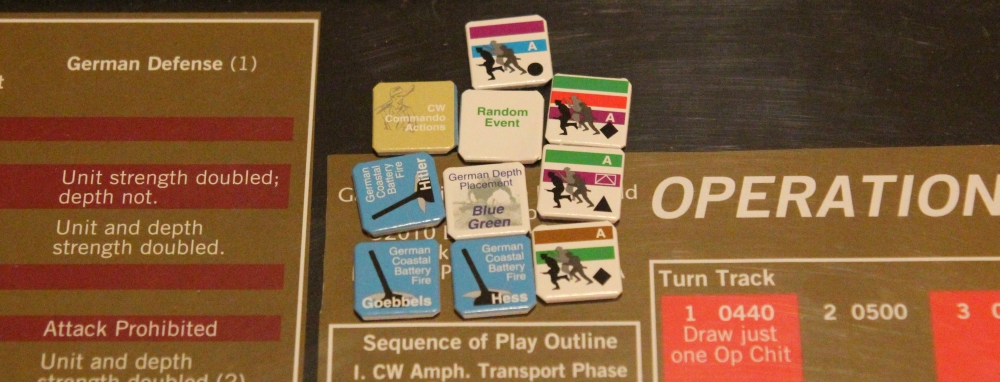 German Defense (1)
Unit strength doubled;
depth not.
Unit and depth
strength doubled.
Attack Prohibited
Unit and depth
strength doubled (2)
A
CW
Commando
Actions
Random
Event
A
German
Coastal
Battery
Fire
Hitler
German Depth
Placement
Blue
Green
A
German
Coastal
Battery
Fire
Goebbels
German
Coastal
Battery
Fire
Hess
A
OPERATION
Turn Track
1 0440
Draw just
one Op Chit
2 0500
3
Sequence of Play Outline
I. CW Amph. Transport Phase